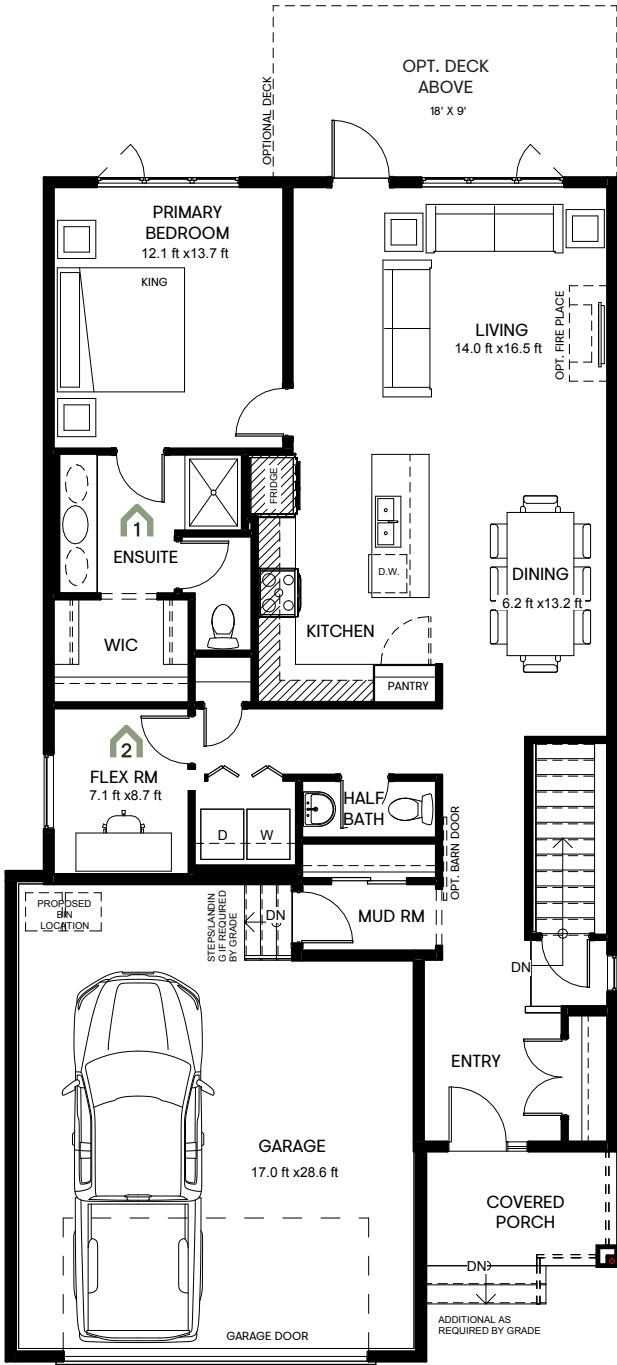 OPT. DECK
ABOVE
18' X 9'
OPTIONAL DECK
PRIMARY
BEDROOM
12.1 ft x13.7 ft
KING
LIVING
14.0 ft x16.5 ft
OPT. FIRE PLACE
FRIDGE
1
ENSUITE
D.W.
DINING
6.2 ft x13.2 ft
KITCHEN
WIC
PANTRY
2
FLEX RM
7.1 ft x8.7 ft
HALF
BATH
D
W
OPT. BARN DOOR
PROPOSED
BIN
LOCATION
STEPS/LANDIN
G IF REQUIRED
BY GRADE
DN
MUD RM
DN
ENTRY
GARAGE
17.0 ft x28.6 ft
COVERED
PORCH
DN
ADDITIONAL AS
REQUIRED BY GRADE
GARAGE DOOR